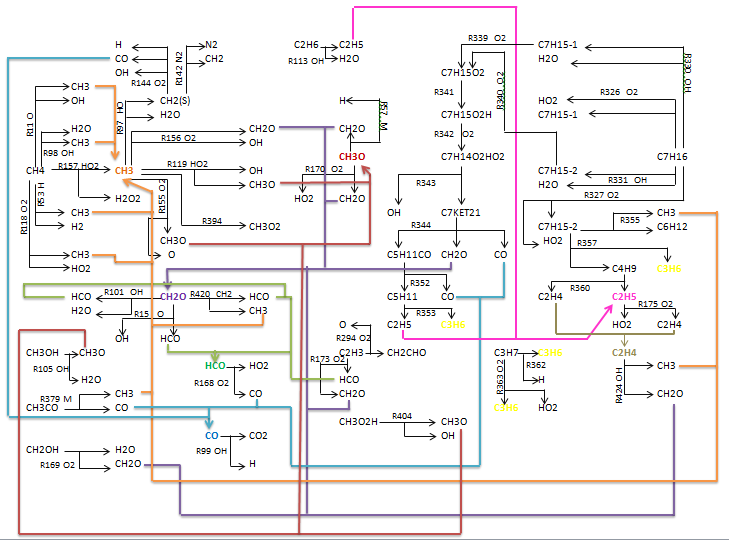 H
N2
C2H6
C2H5
R339 O2
C7H15-1
CO
R142 N2
CH2
R113 OH
H2O
H2O
OH
R144 O2
C7H15O2
R340 O2
R330 OH
CH3
CH2(S)
H
R57 M
R341
HO2
R326 O2
OH
R97 HO
H2O
C7H15O2H
C7H15-1
R11 O
H2O
CH2O
CH2O
R342 O2
R98 OH
CH3
R156 O2
OH
CH3O
C7H14O2HO2
C7H16
CH4
R157 HO2
CH3
R119 HO2
OH
R170 O2
C7H15-2
R331 OH
R53 H
R155 O2
CH3O
R343
H2O
H2O2
HO2
CH2O
R327 O2
R118 O2
CH3
R394
CH3O2
OH
C7KET21
R355
CH3
H2
R344
C7H15-2
C6H12
CH3O
HO2
R357
CH3
O
C5H11CO
CH2O
CO
HO2
C4H9
C3H6
R352
R360
HCO
R101 OH
CH2O
R420 CH2
HCO
C5H11
CO
C2H4
C2H5
R175 O2
H2O
R15 O
CH3
R353
OH
HCO
O
R294 O2
C2H5
C3H6
HO2
C2H4
CH3OH
CH3O
R173 O2
C2H3
CH2CHO
C3H7
C3H6
C2H4
R105 OH
HCO
HO2
R362
H2O
R168 O2
HCO
R363 O2
H
R424 OH
CH3
R379 M
CH3
CO
CH2O
CH2O
CH3CO
CO
C3H6
HO2
CO
CO2
CH3O2H
R404
CH3O
R99 OH
OH
CH2OH
H2O
H
R169 O2
CH2O